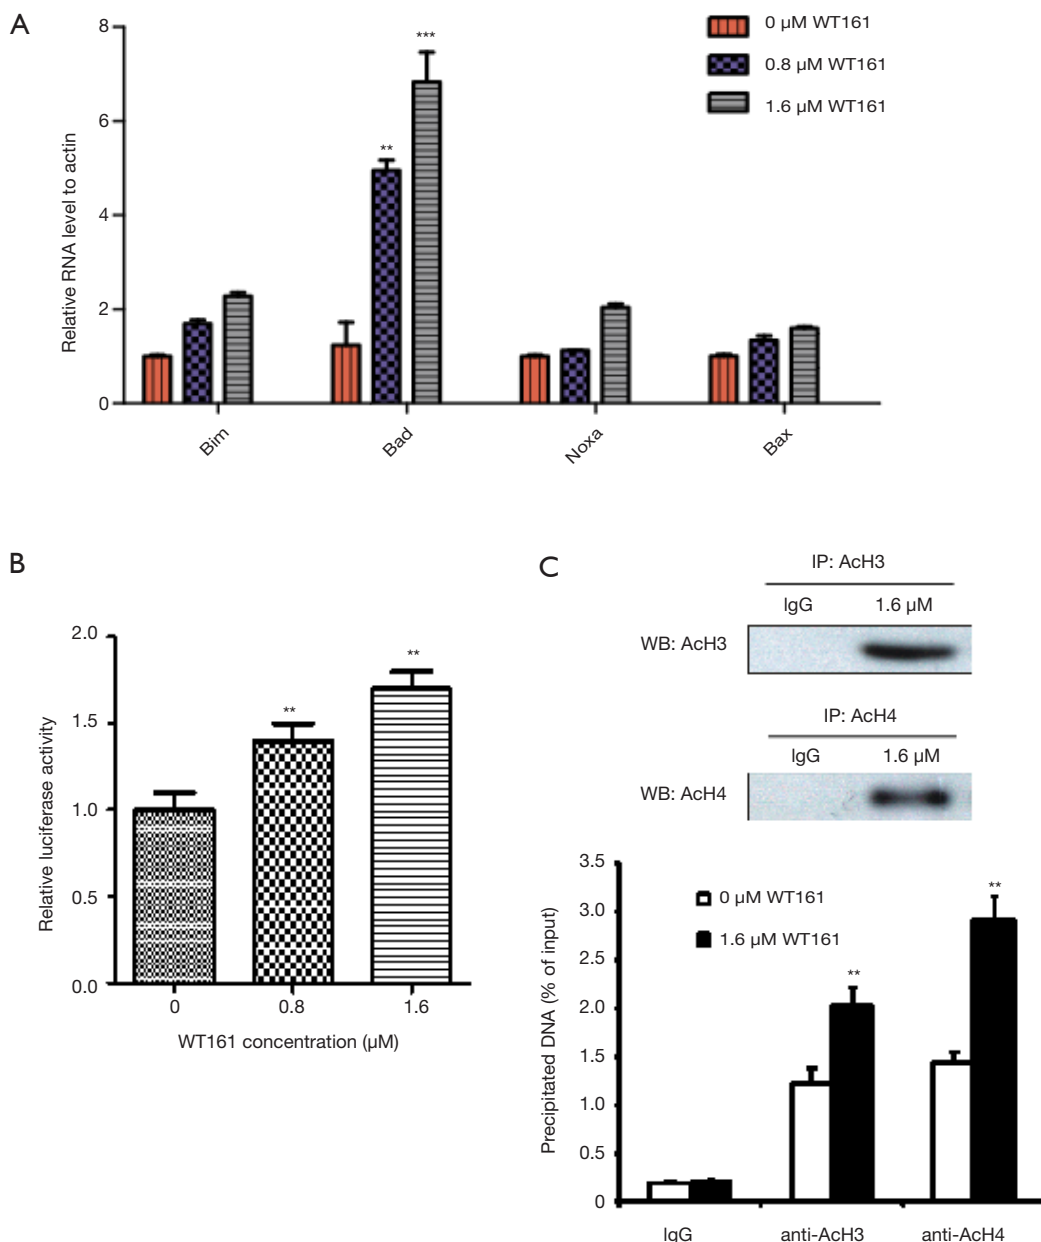 A
8
6
4
2
0
Relative RNA level to actin
***
**
0 µM WT161
0.8 µM WT161
1.6 µM WT161
Bim
Bad
Noxa
Bax
B
2.0
1.5
1.0
0.5
0.0
Relative luciferase activity
**
**
0
0.8
1.6
WT161 concentration (µM)
C
IP: AcH3
IgG
1.6 µM
WB: AcH3
IP: AcH4
IgG
1.6 µM
WB: AcH4
3.5
3.0
2.5
2.0
1.5
1.0
0.5
0
Precipitated DNA (% of input)
0 µM WT161
1.6 µM WT161
**
**
IgG
anti-AcH3
anti-AcH4